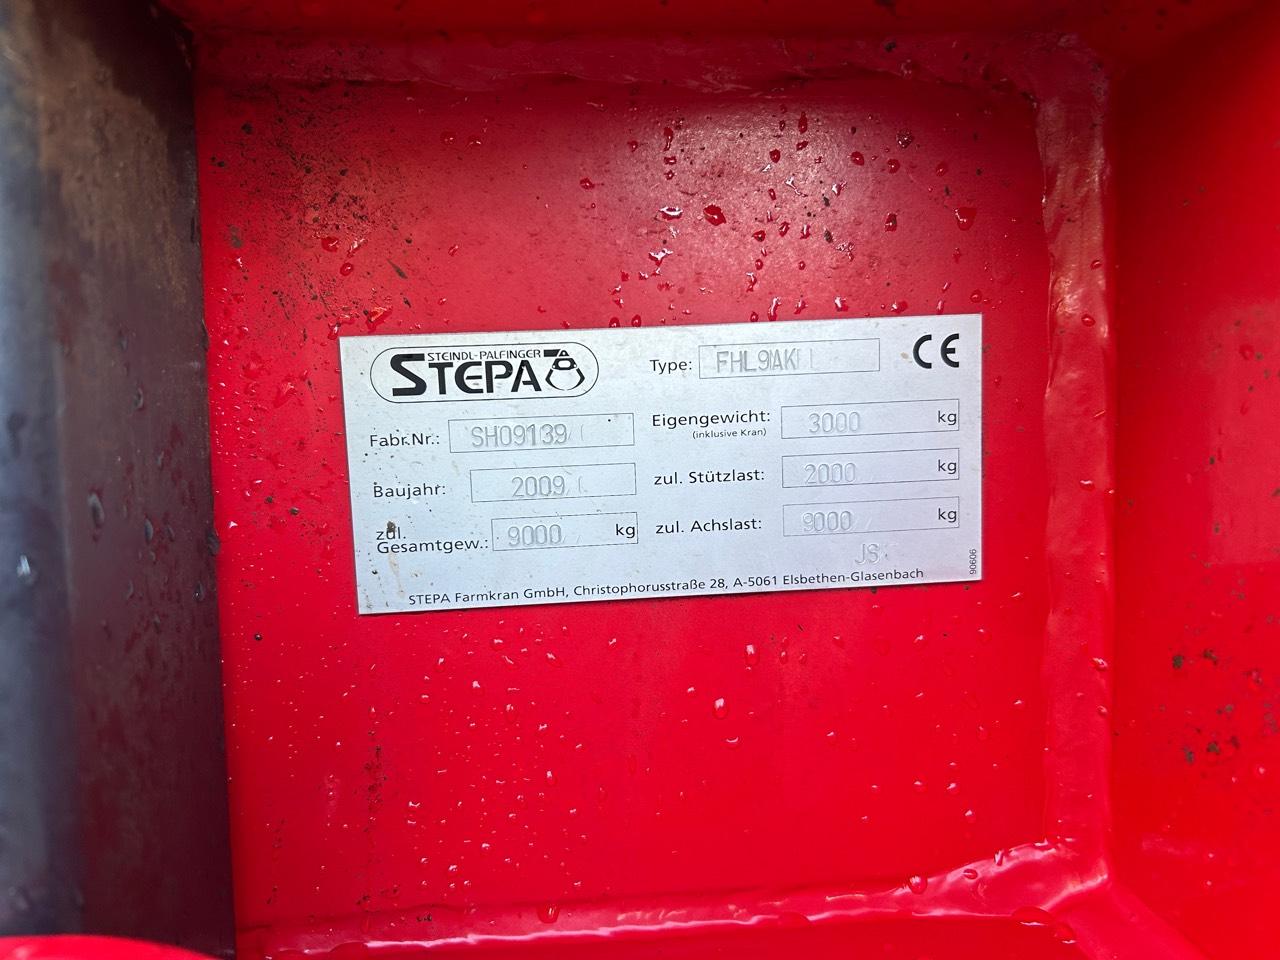 STEINDL-PALFINGER
STEPA
Type: FHL9AK
CE
Fabr.Nr.: SH09139
Eigengewicht: 3000 kg
(inklusive Kran)
Baujahr: 2009
zul. Stützlast: 2000 kg
zul. Gesamtgew.: 9000 kg
zul. Achslast: 9000 kg
JS
STEPA Farmkran GmbH, Christophorusstraße 28, A-5061 Elsbethen-Glasenbach
90606